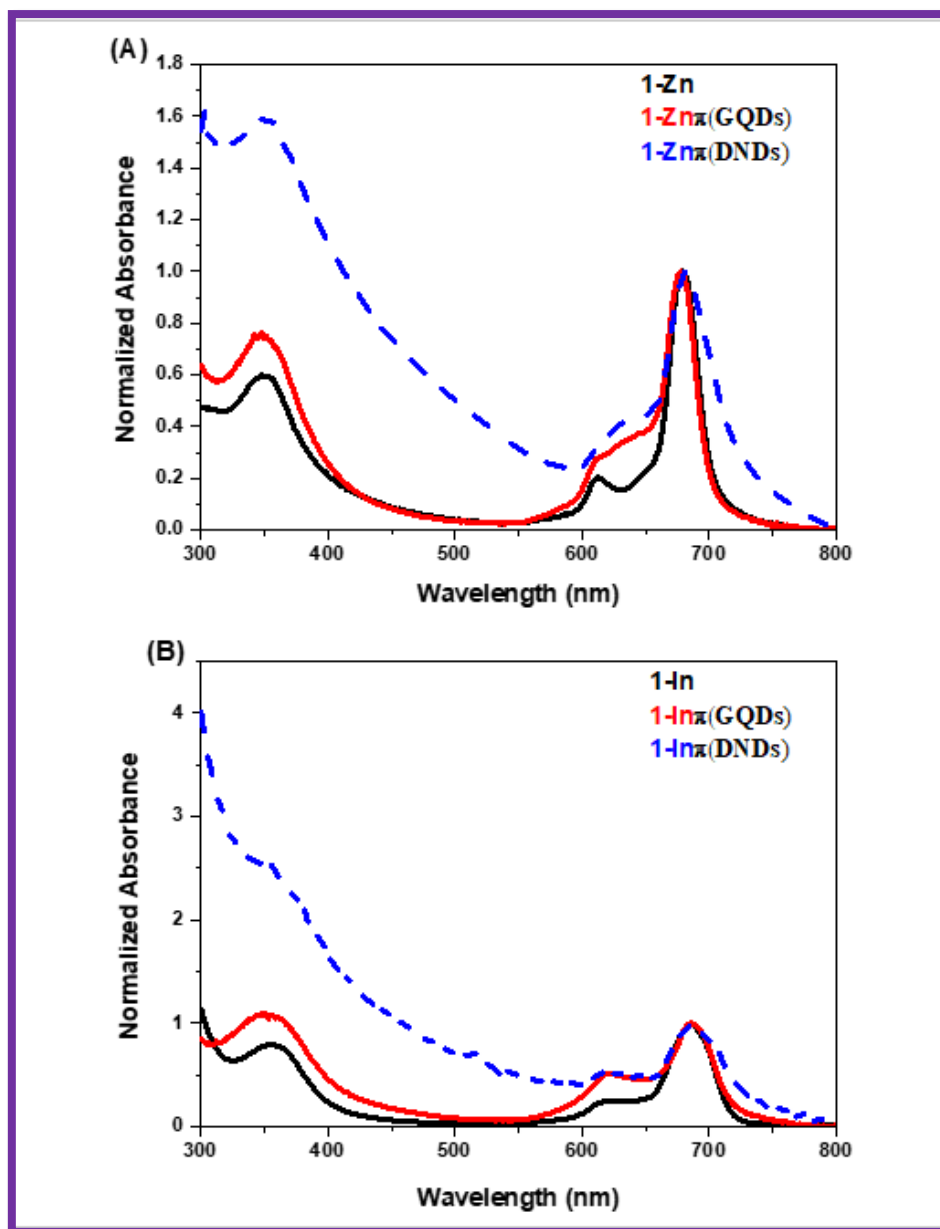 (A)
1.8
1.6
1.4
1.2
1.0
0.8
0.6
0.4
0.2
0.0
Normalized Absorbance
1-Zn
1-Znπ(GQDs)
1-Znπ(DNDs)
300 400 500 600 700 800
Wavelength (nm)
(B)
4
3
2
1
0
Normalized Absorbance
1-In
1-Inπ(GQDs)
1-Inπ(DNDs)
300 400 500 600 700 800
Wavelength (nm)